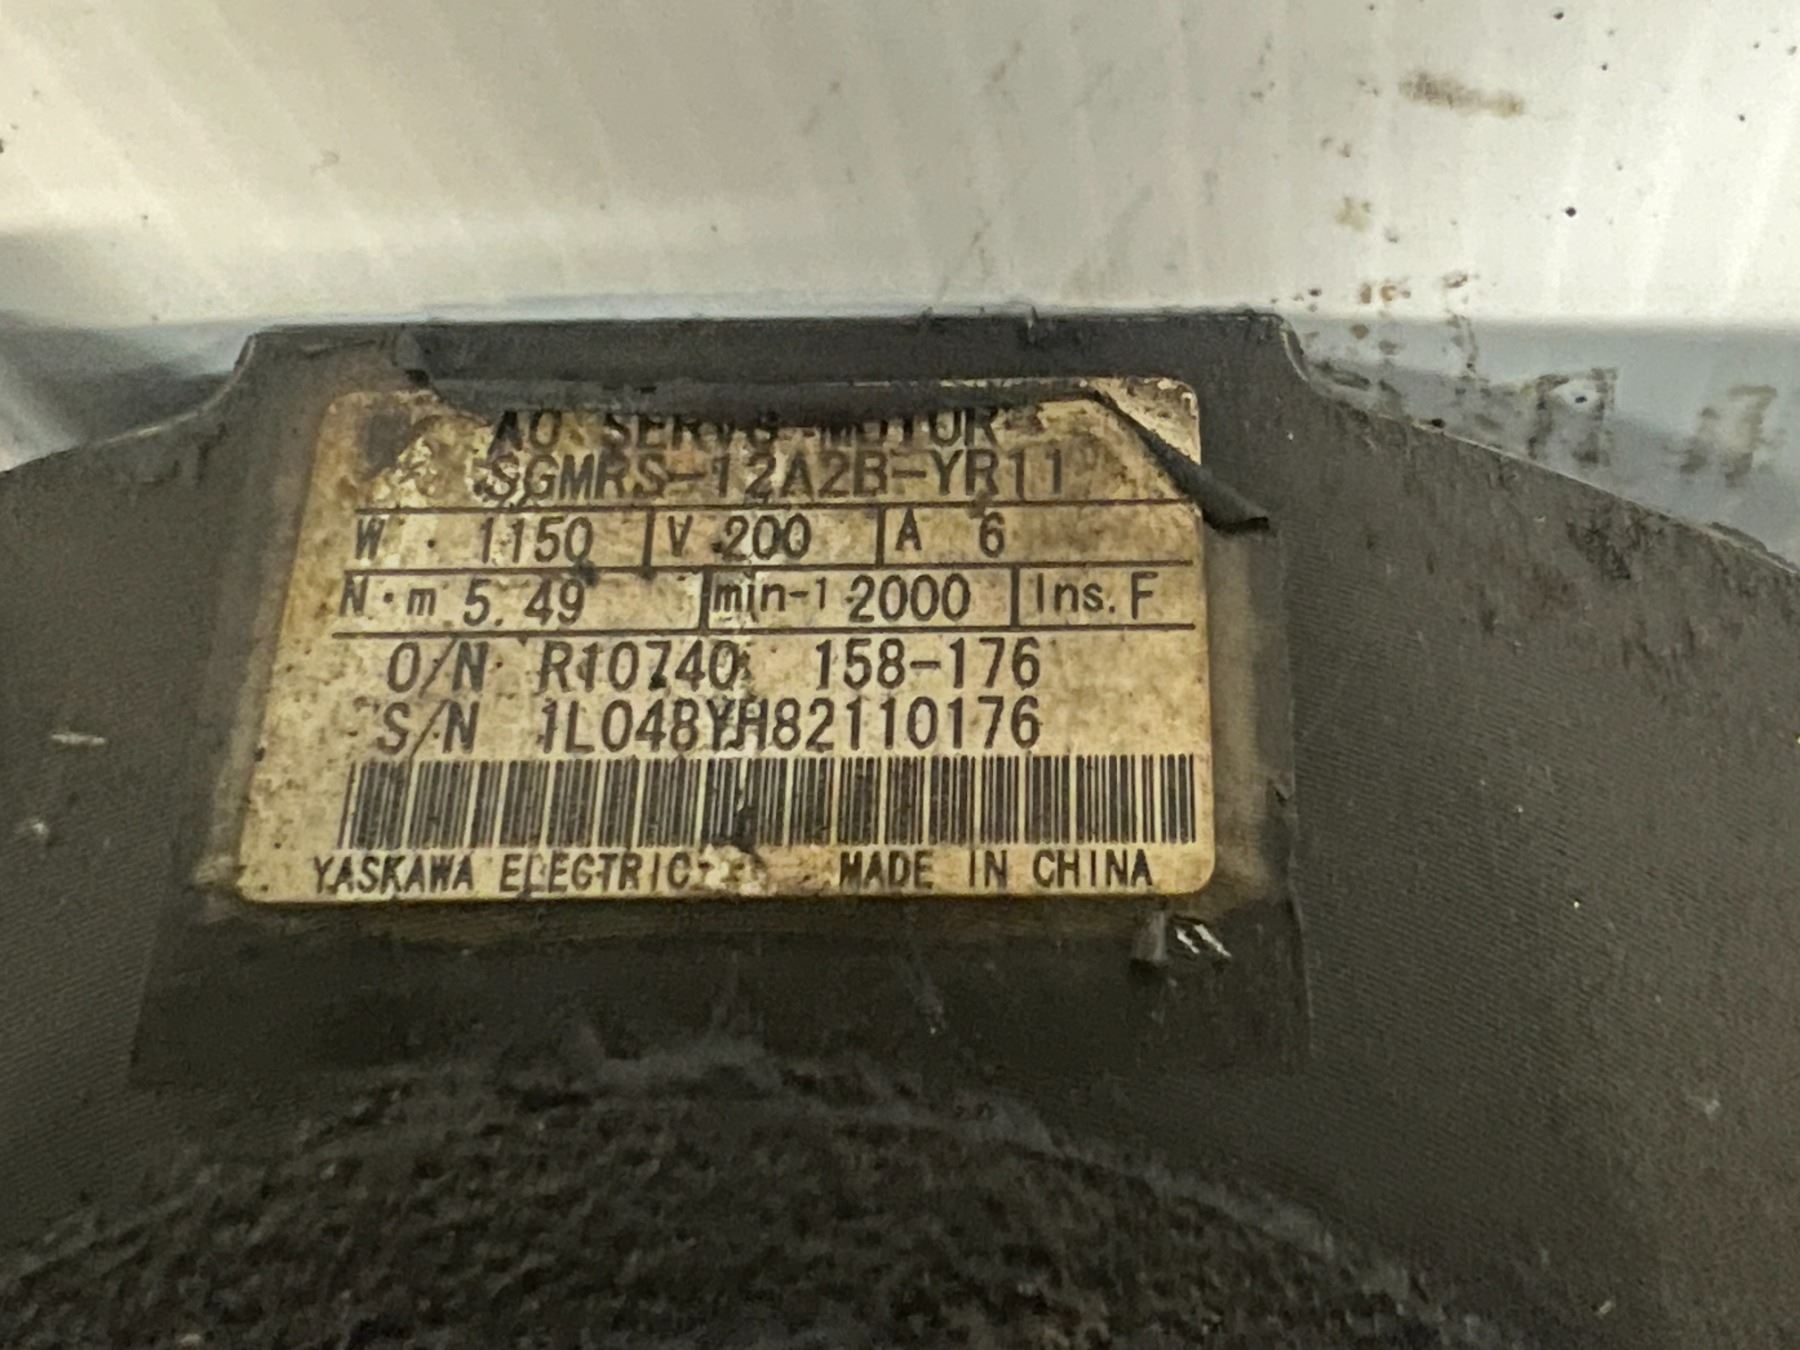 AC SERVO MOTOR
SGMRS-12A2B-YR11
W 1150 V 200 A 6
N·m 5.49 min-1 2000 Ins. F
O/N R10740 158-176
S/N 1L048YH82110176
YASKAWA ELECTRIC MADE IN CHINA